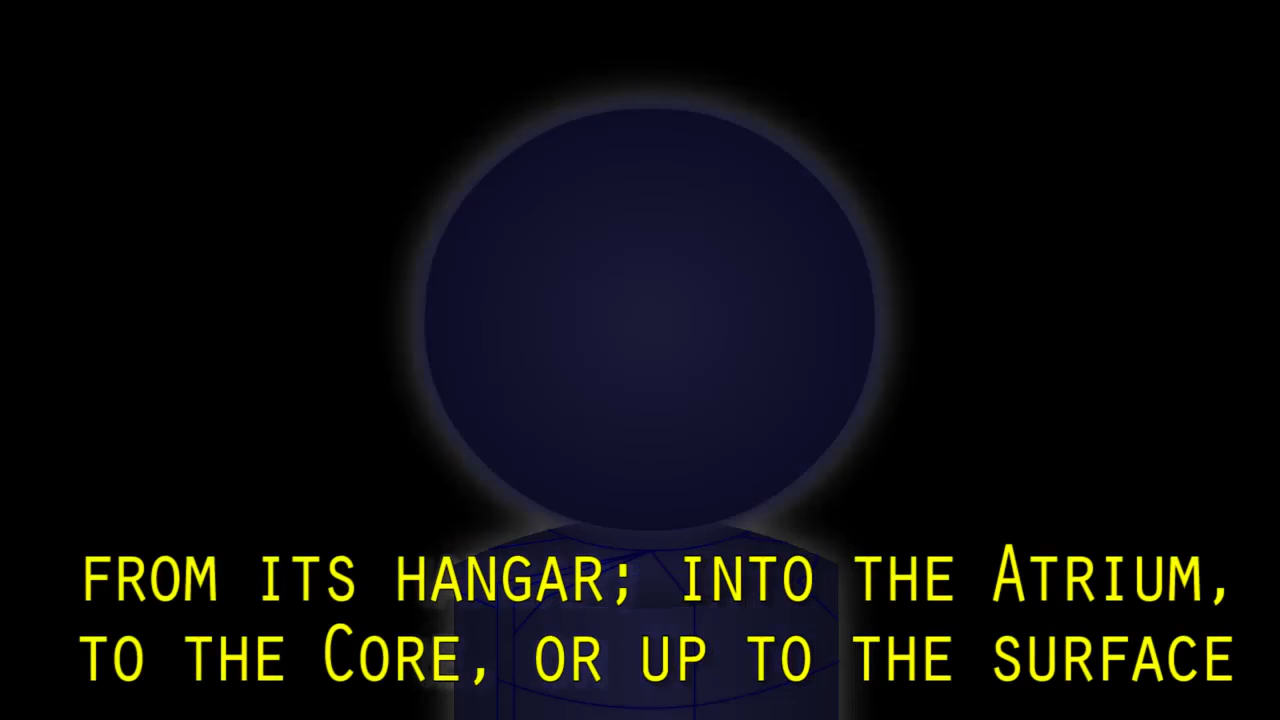 FROM ITS HANGAR; INTO THE ATRIUM,
TO THE CORE, OR UP TO THE SURFACE